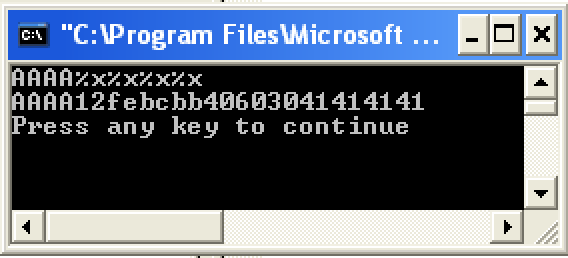 "C:\Program Files\Microsoft ...
AAAA%x%x%x%x
AAAA12febcbb40603041414141
Press any key to continue